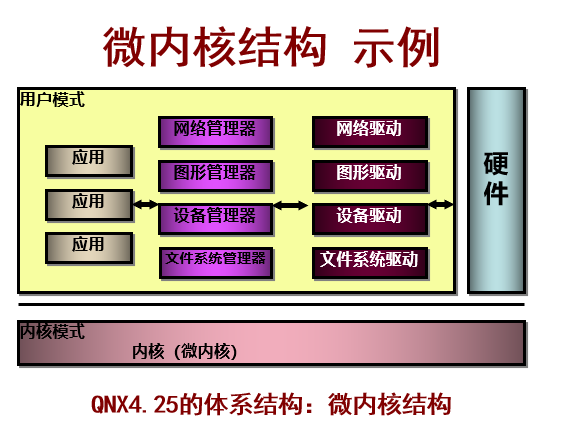 微内核结构 示例
用户模式
网络管理器
网络驱动
应用
图形管理器
图形驱动
应用
设备管理器
设备驱动
应用
文件系统管理器
文件系统驱动
硬件
内核模式
内核（微内核）
QNX4.25的体系结构：微内核结构